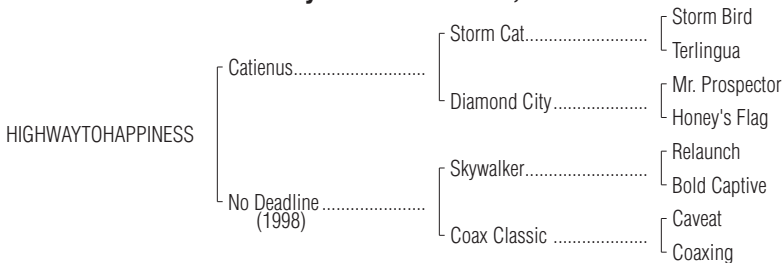 Storm Bird
Storm Cat..............................
Terlingua
Catienus...............................
Mr. Prospector
Diamond City.......................
Honey's Flag
HIGHWAYTOHAPPINESS
Relaunch
Skywalker.............................
Bold Captive
No Deadline........................
(1998)
Caveat
Coax Classic .......................
Coaxing